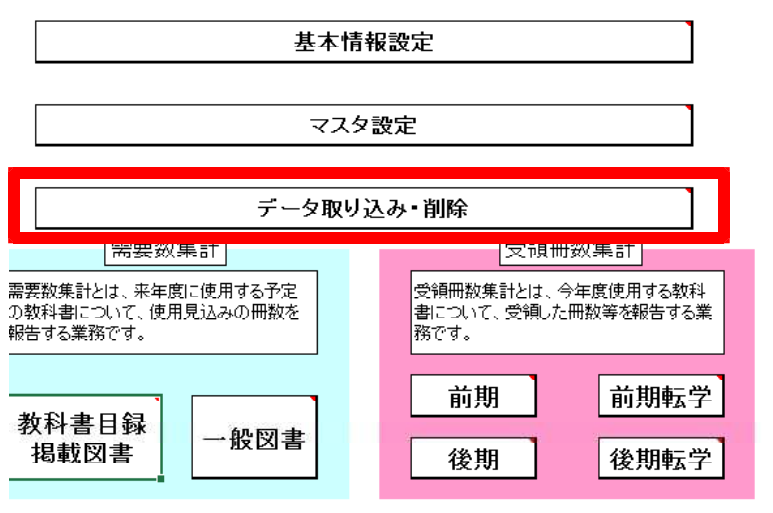 基本情報設定
マスタ設定
データ取り込み・削除
需要数集計
需要数集計とは、来年度に使用する予定
の教科書について、使用見込みの冊数を
報告する業務です。
教科書目録
掲載図書
一般図書
受領冊数集計
受領冊数集計とは、今年度使用する教科
書について、受領した冊数等を報告する業
務です。
前期
前期転学
後期
後期転学